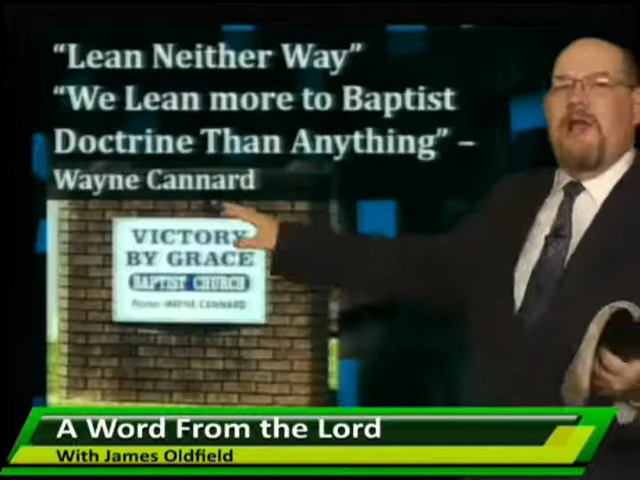 “Lean Neither Way”
“We Lean more to Baptist
Doctrine Than Anything” –
Wayne Cannard
VICTORY
BY GRACE
BAPTIST CHURCH
Pastor WAYNE CANNARD
A Word From the Lord
With James Oldfield